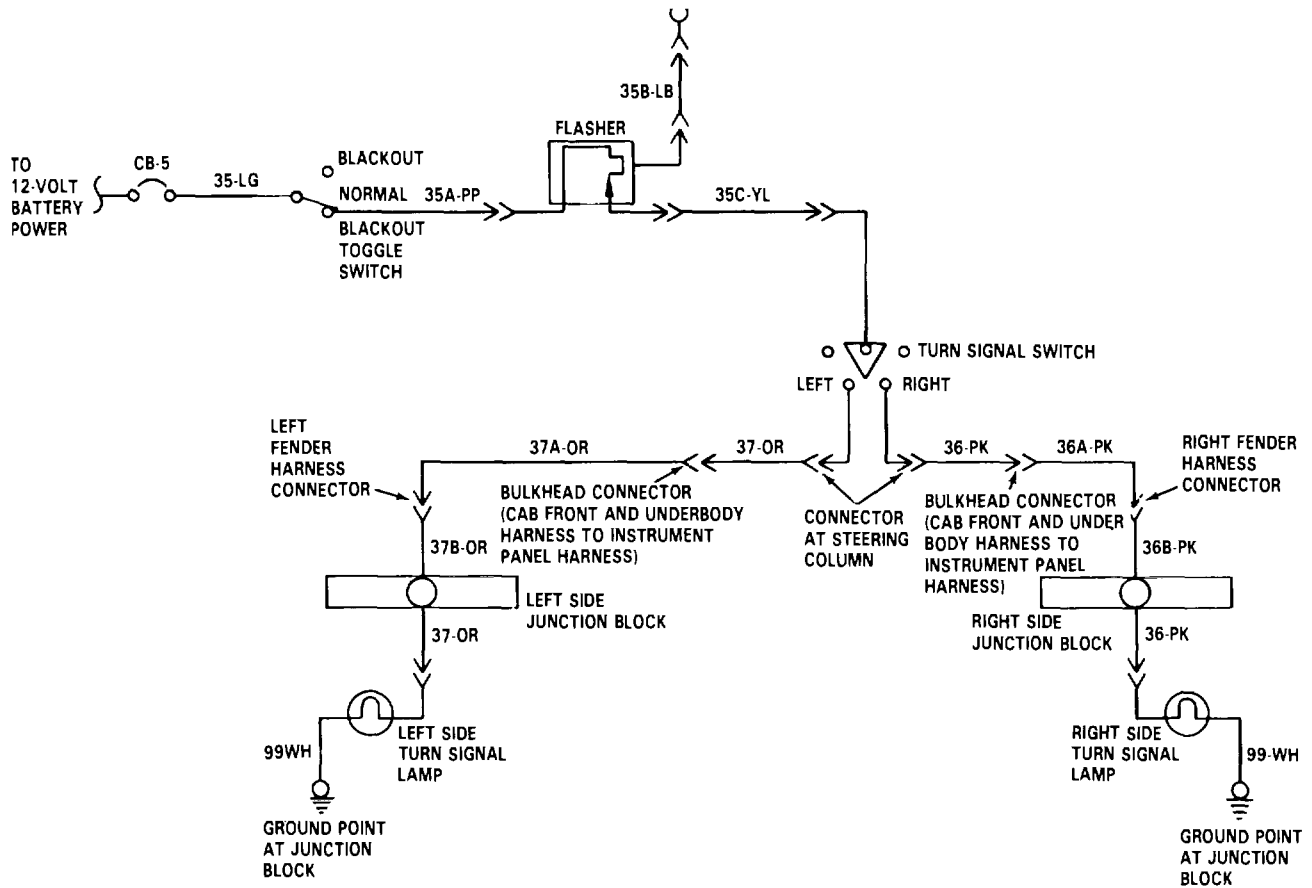 35B-LB
FLASHER
TO
12-VOLT
BATTERY
POWER
CB-5
35-LG
BLACKOUT
NORMAL
35A-PP
BLACKOUT
TOGGLE
SWITCH
35C-YL
TURN SIGNAL SWITCH
LEFT
RIGHT
LEFT
FENDER
HARNESS
CONNECTOR
37A-OR
37-OR
36-PK
36A-PK
RIGHT FENDER
HARNESS
CONNECTOR
BULKHEAD CONNECTOR
(CAB FRONT AND UNDERBODY
HARNESS TO INSTRUMENT
PANEL HARNESS)
CONNECTOR
AT STEERING
COLUMN
BULKHEAD CONNECTOR
(CAB FRONT AND UNDER
BODY HARNESS TO
INSTRUMENT PANEL
HARNESS)
37B-OR
36B-PK
LEFT SIDE
JUNCTION BLOCK
RIGHT SIDE
JUNCTION BLOCK
37-OR
36-PK
LEFT SIDE
TURN SIGNAL
LAMP
RIGHT SIDE
TURN SIGNAL
LAMP
99WH
99-WH
GROUND POINT
AT JUNCTION
BLOCK
GROUND POINT
AT JUNCTION
BLOCK